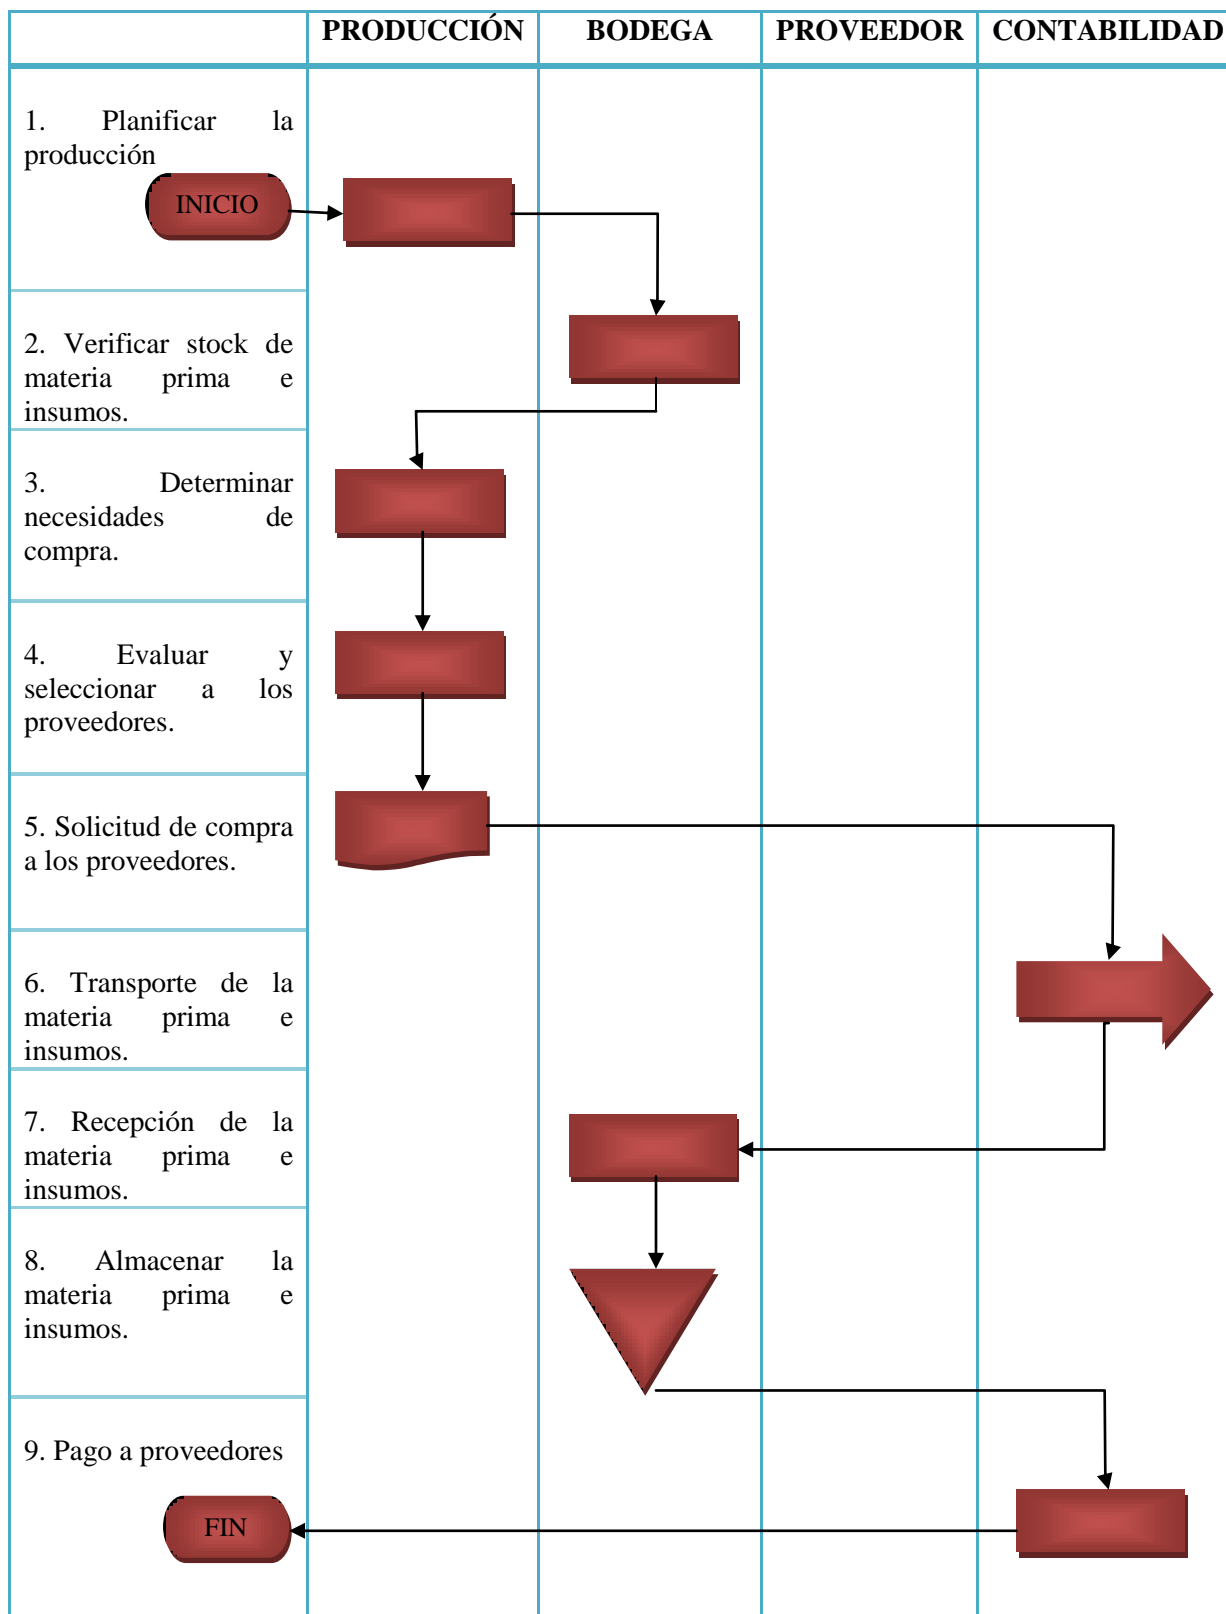 PRODUCCIÓN BODEGA PROVEEDOR CONTABILIDAD
1. Planificar la
producción
INICIO
2. Verificar stock de
materia prima e
insumos.
3. Determinar
necesidades de
compra.
4. Evaluar y
seleccionar a los
proveedores.
5. Solicitud de compra
a los proveedores.
6. Transporte de la
materia prima e
insumos.
7. Recepción de la
materia prima e
insumos.
8. Almacenar la
materia prima e
insumos.
9. Pago a proveedores
FIN